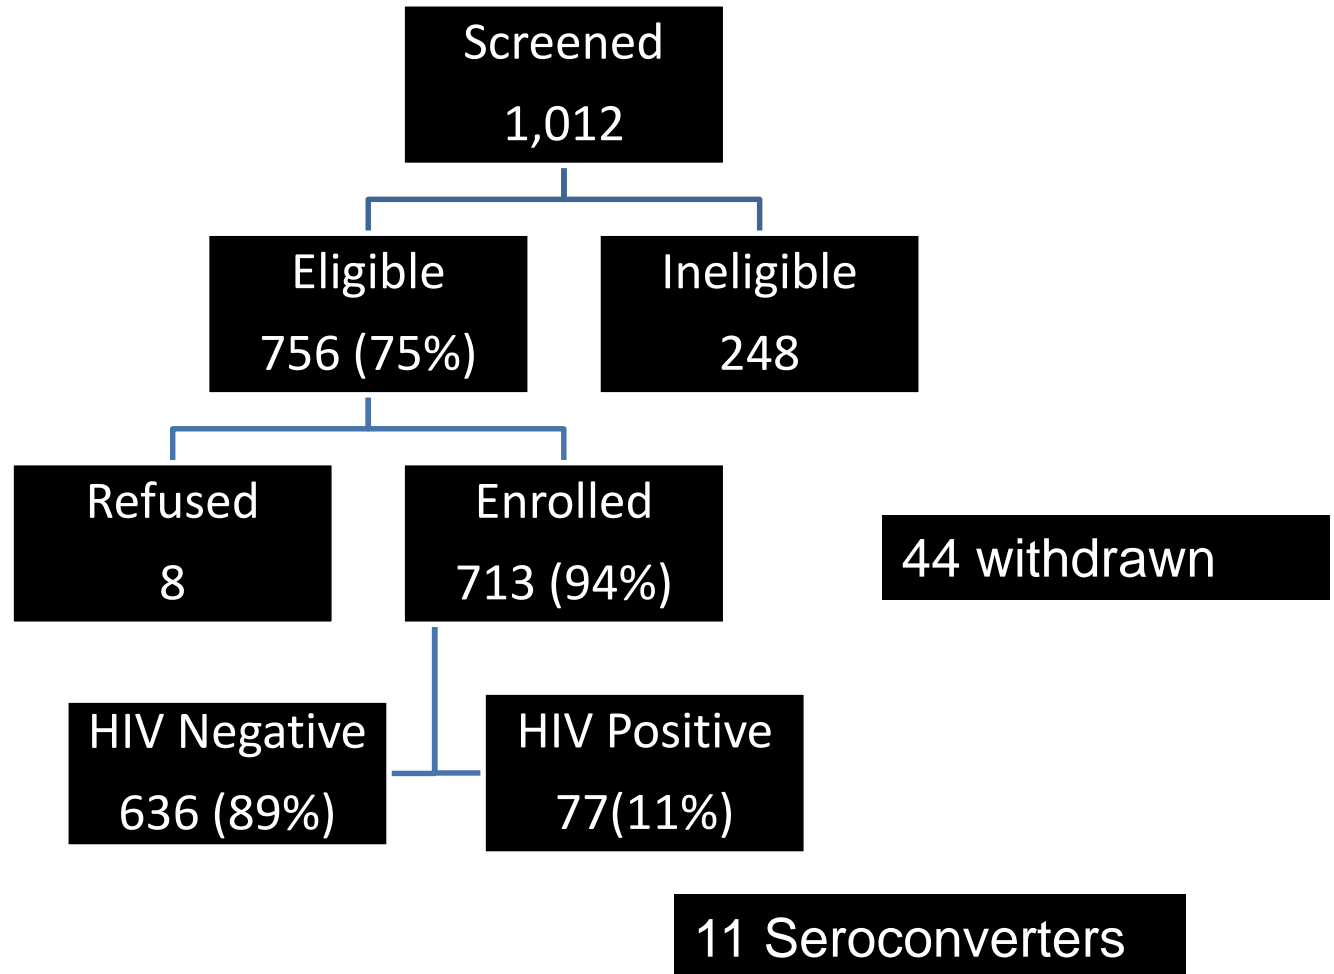 Screened
1,012
Eligible
756 (75%)
Ineligible
248
Refused
8
Enrolled
713 (94%)
44 withdrawn
HIV Negative
636 (89%)
HIV Positive
77(11%)
11 Seroconverters